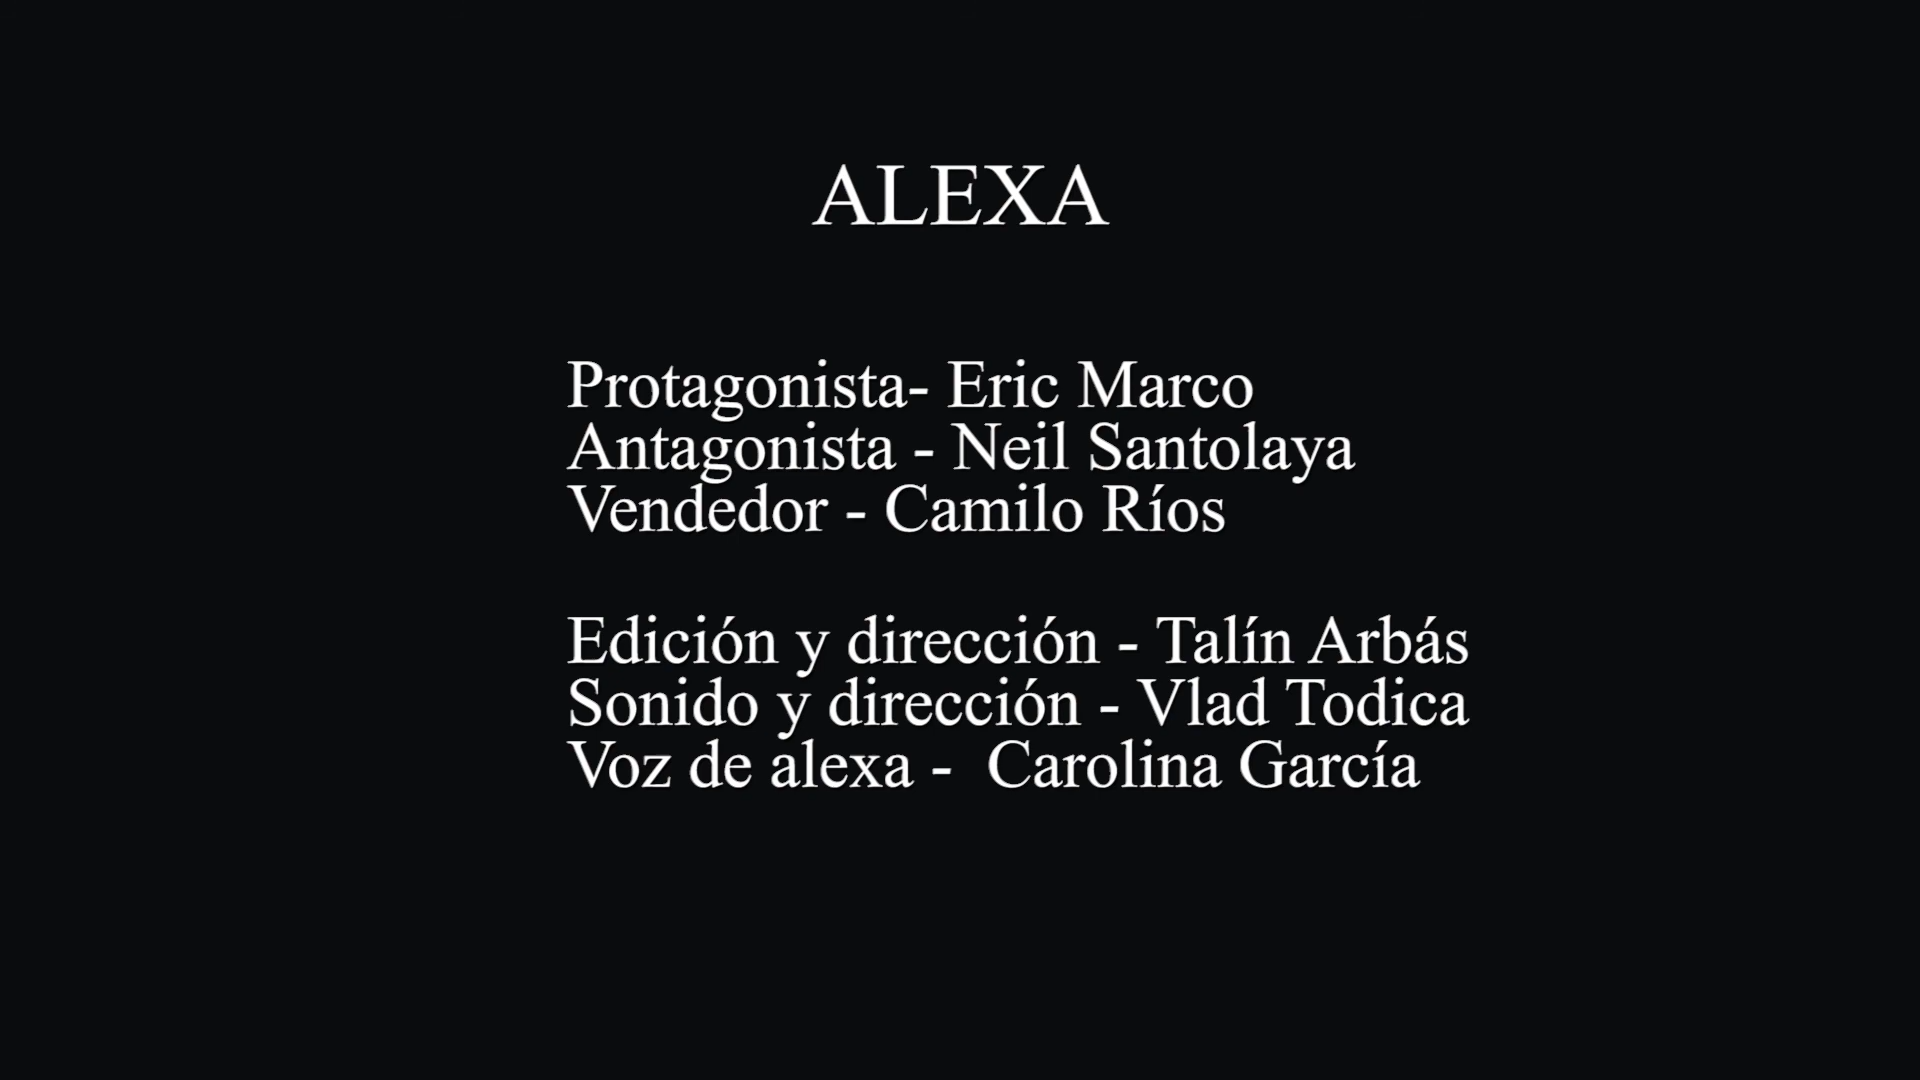 ALEXA
Protagonista- Eric Marco
Antagonista - Neil Santolaya
Vendedor - Camilo Ríos
Edición y dirección - Talín Arbás
Sonido y dirección - Vlad Todica
Voz de alexa -  Carolina García